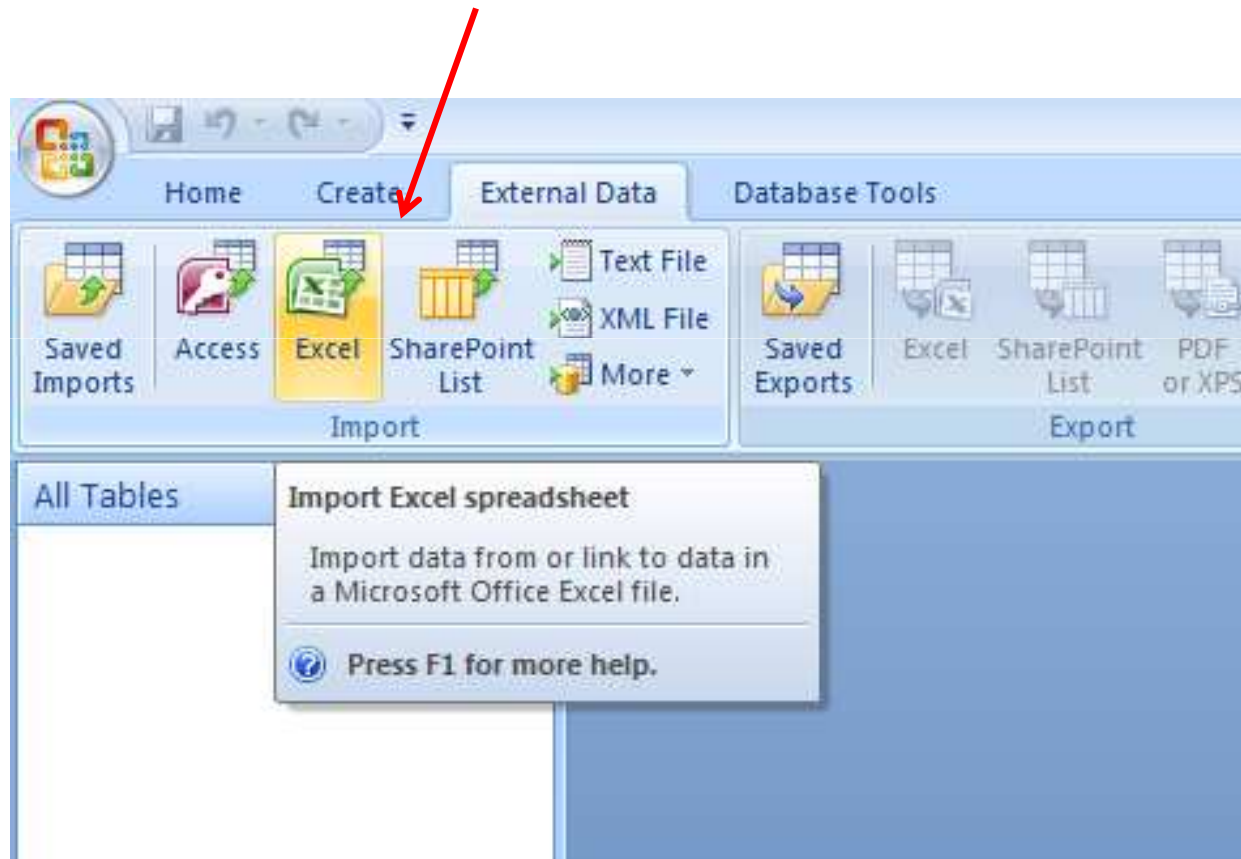 Home Create External Data Database Tools
Text File
XML File
Saved Imports Access Excel SharePoint List More Saved Exports Excel SharePoint List PDF or XPS
Import Export
All Tables
Import Excel spreadsheet
Import data from or link to data in
a Microsoft Office Excel file.
Press F1 for more help.